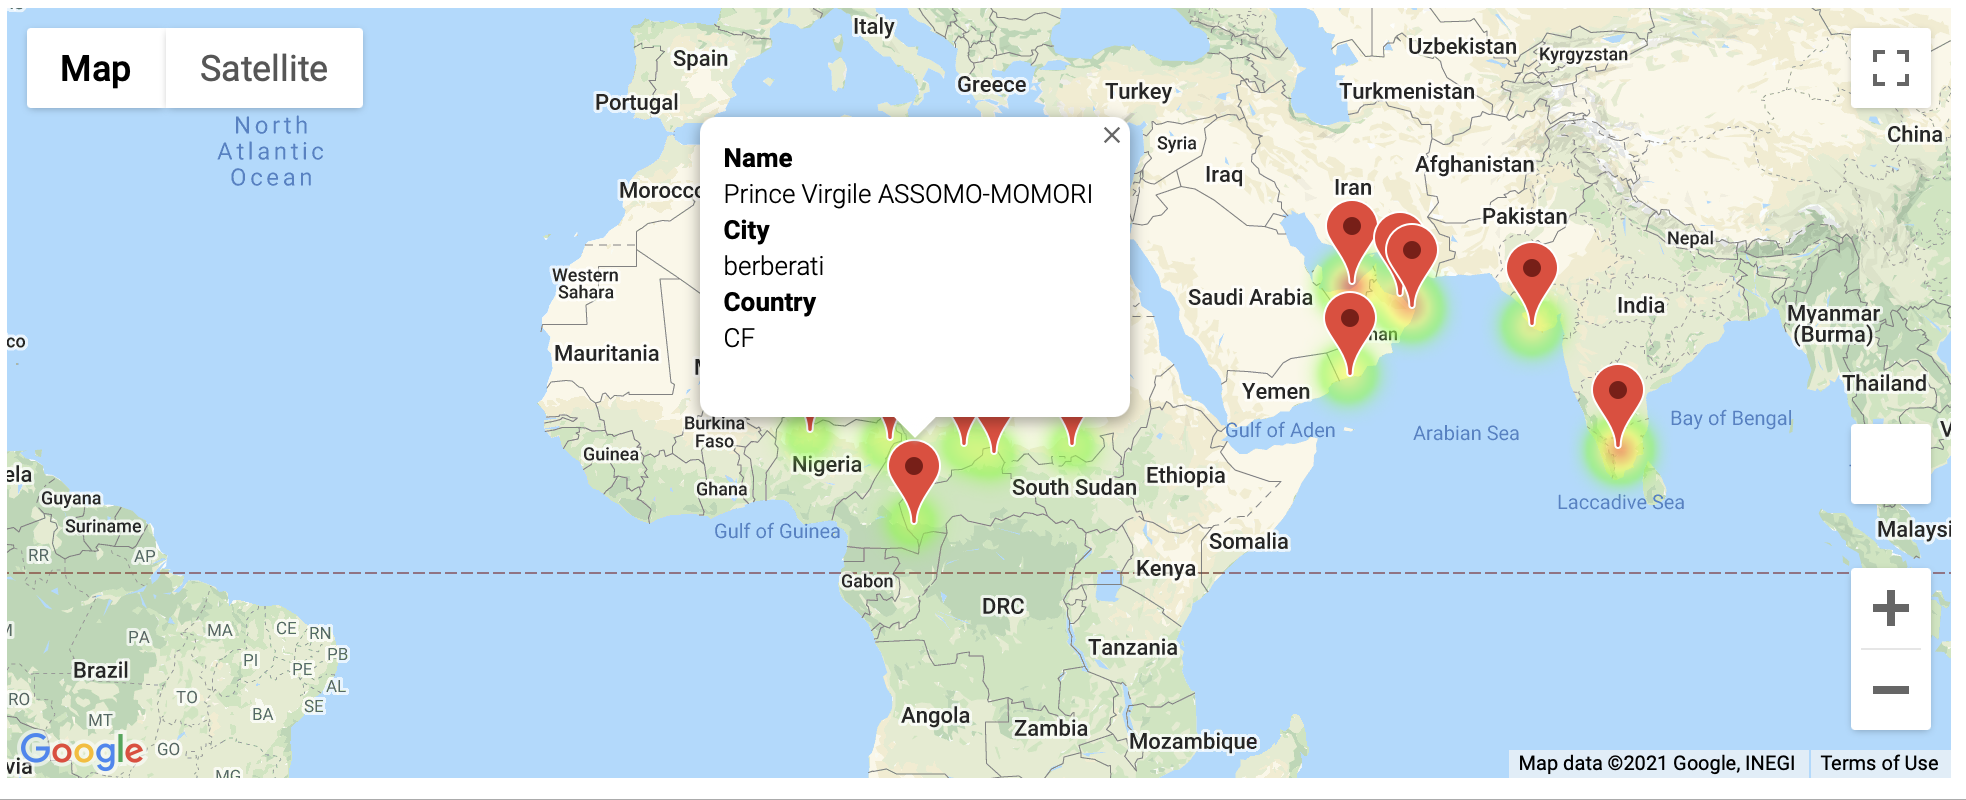 Map
Satellite
North
Atlantic
Ocean
Italy
Spain
Portugal
Greece
Turkey
Uzbekistan
Kyrgyzstan
Turkmenistan
China
Syria
Iraq
Iran
Afghanistan
Pakistan
Nepal
India
Myanmar
(Burma)
Thailand
Name
Prince Virgile ASSOMO-MOMORI
City
berberati
Country
CF
Morocco
Western
Sahara
Mauritania
Saudi Arabia
Yemen
Gulf of Aden
Arabian Sea
Bay of Bengal
Laccadive Sea
Burkina
Faso
Guinea
Ghana
Nigeria
South Sudan
Ethiopia
Gulf of Guinea
Guyana
Suriname
RR
AP
Somalia
Kenya
Gabon
DRC
Malaysi
Tanzania
PA
MA
CE
RN
PB
PI
PE
AL
Brazil
TO
SE
RO
BA
MT
GO
MG
Angola
Zambia
Mozambique
Google
Map data ©2021 Google, INEGI
Terms of Use